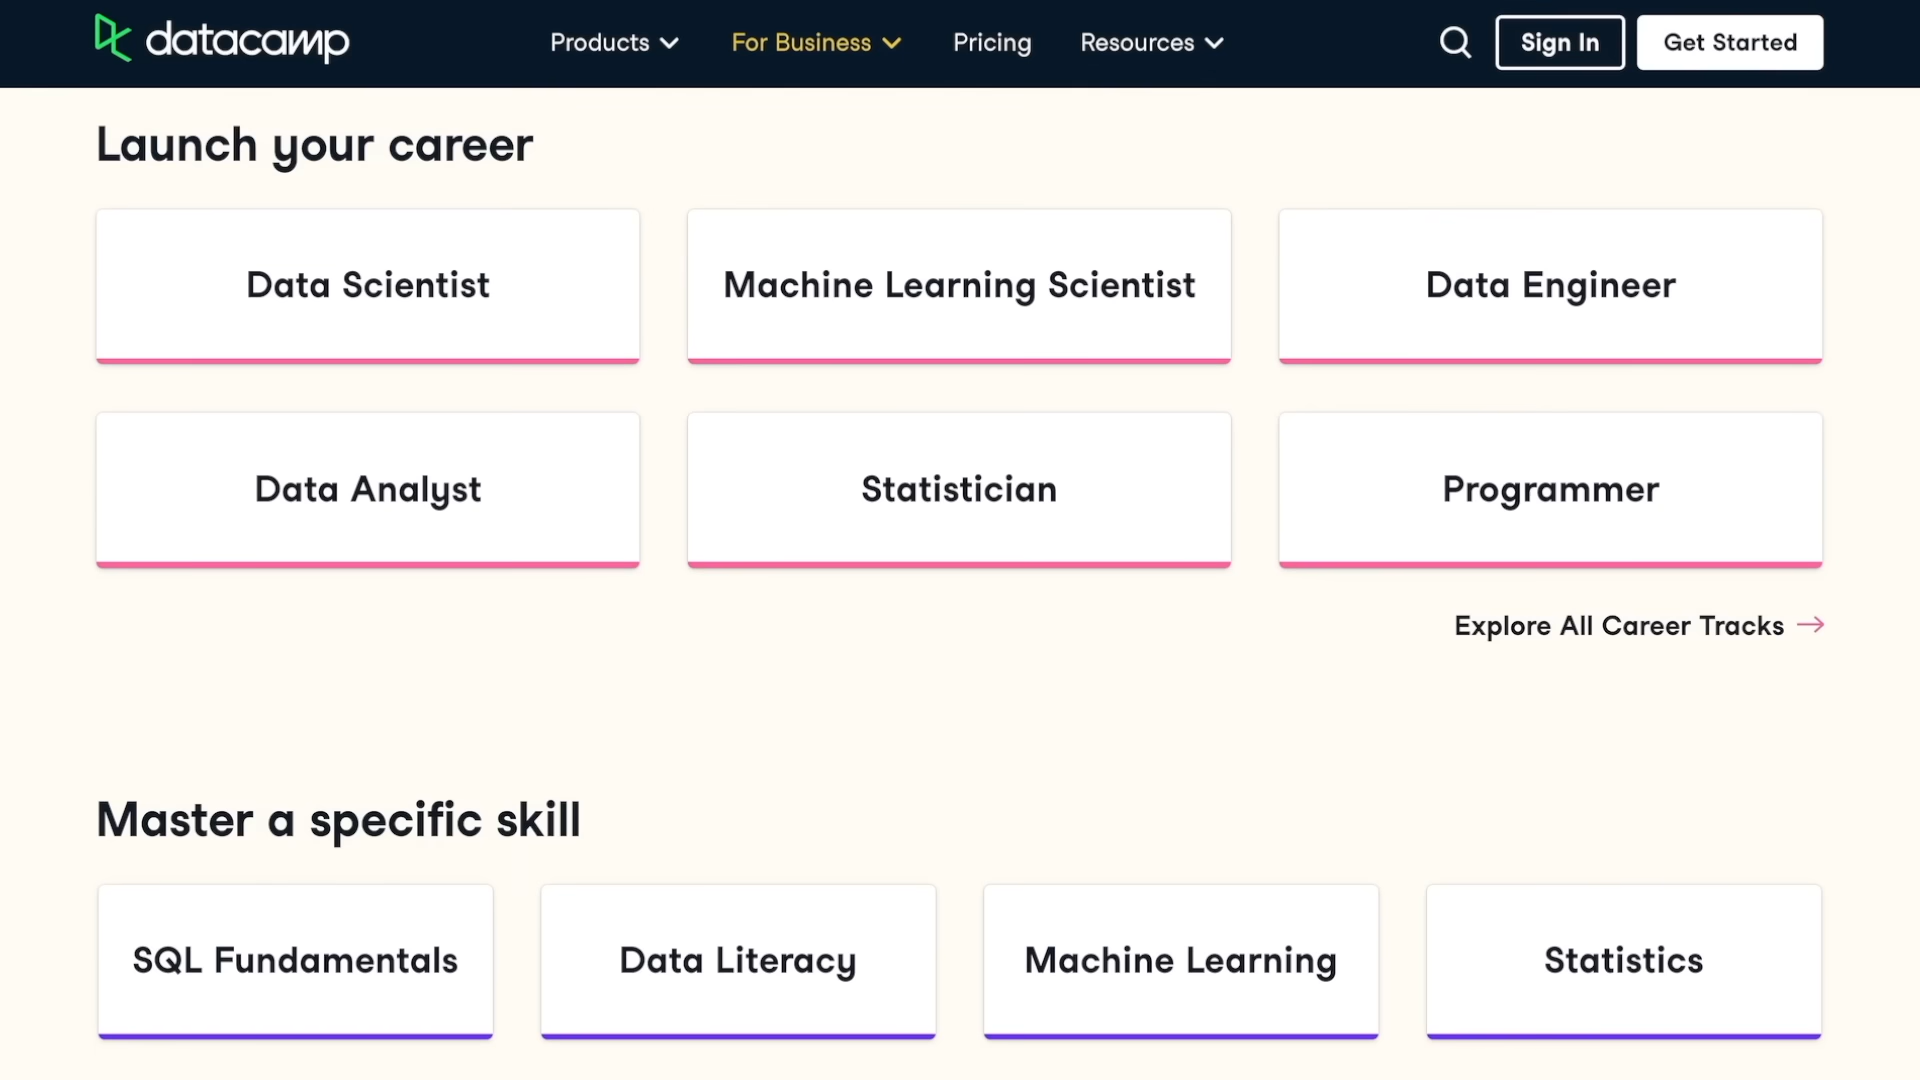 datacamp
Products
For Business
Pricing
Resources
Sign In
Get Started
Launch your career
Data Scientist
Machine Learning Scientist
Data Engineer
Data Analyst
Statistician
Programmer
Explore All Career Tracks
Master a specific skill
SQL Fundamentals
Data Literacy
Machine Learning
Statistics